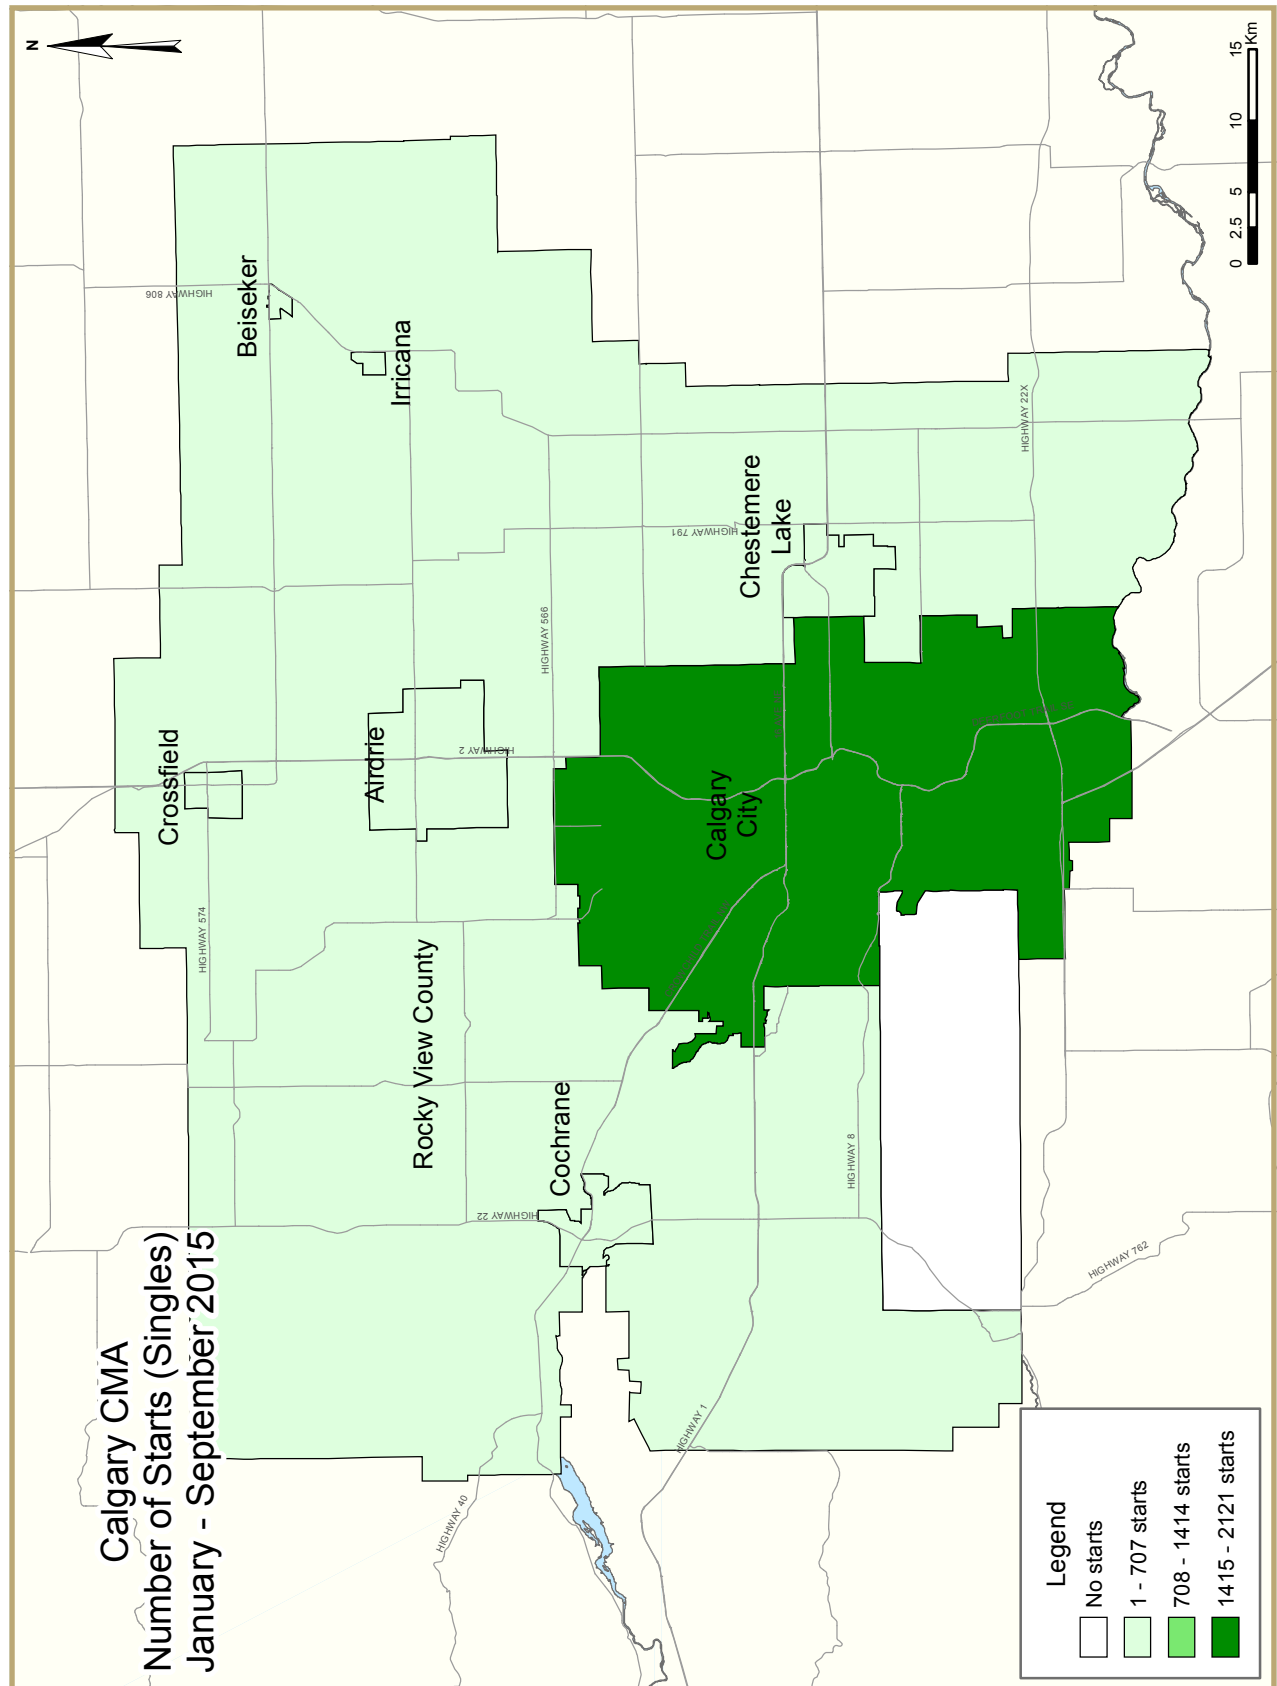 Calgary CMA
Number of Starts (Singles)
January - September 2015
N
Crossfield
Beiseker
Irricana
Airdrie
Rocky View County
Cochrane
Calgary
City
Chestemere
Lake
HIGHWAY 806
HIGHWAY 574
HIGHWAY 2
HIGHWAY 566
HIGHWAY 791
HIGHWAY 22X
HIGHWAY 22
HIGHWAY 8
HIGHWAY 40
HIGHWAY 1
HIGHWAY 762
Legend
No starts
1 - 707 starts
708 - 1414 starts
1415 - 2121 starts
0 2.5 5 10 15
Km